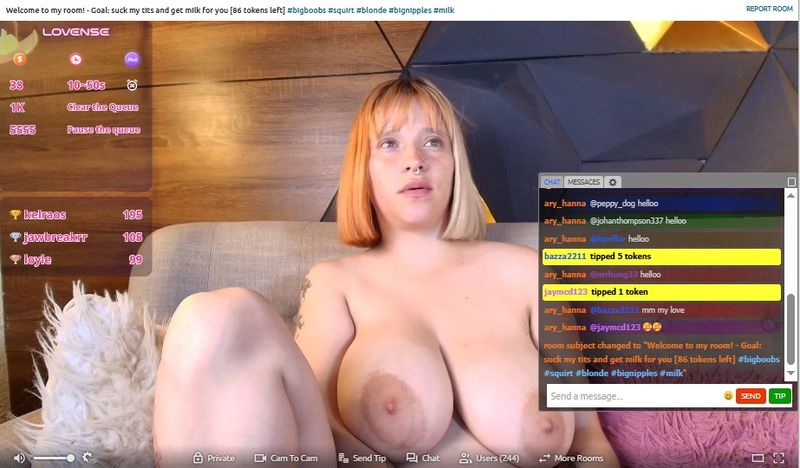 Welcome to my room! - Goal: suck my tits and get milk for you [86 tokens left] #bigboobs #squirt #blonde #bignipples #milk
REPORT ROOM
LOVENSE
38 10~50s
1K Clear the Queue
5555 Pause the queue
kelraos 195
jawbreakrr 105
loyle 99
CHAT MESSAGES
ary_hanna @peppy_dog helloo
ary_hanna @johanthompson337 helloo
ary_hanna helloo
bazza2211 tipped 5 tokens
ary_hanna @mrhung33 hello
jaymcd123 tipped 1 token
ary_hanna @bazza2211 mm my love
ary_hanna @jaymcd123
room subject changed to "Welcome to my room! - Goal:
suck my tits and get milk for you [86 tokens left] #bigboobs
#squirt #blonde #bignipples #milk"
Send a message... SEND TIP
Private Cam To Cam Send Tip Chat Users (244) More Rooms